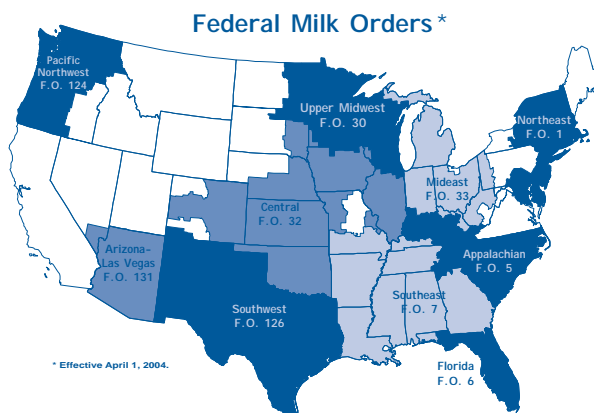 Federal Milk Orders *
Pacific
Northwest
F.O. 124
Upper Midwest
F.O. 30
Northeast
F.O. 1
Mideast
F.O. 33
Central
F.O. 32
Arizona-
Las Vegas
F.O. 131
Appalachian
F.O. 5
Southwest
F.O. 126
Southeast
F.O. 7
Florida
F.O. 6
* Effective April 1, 2004.